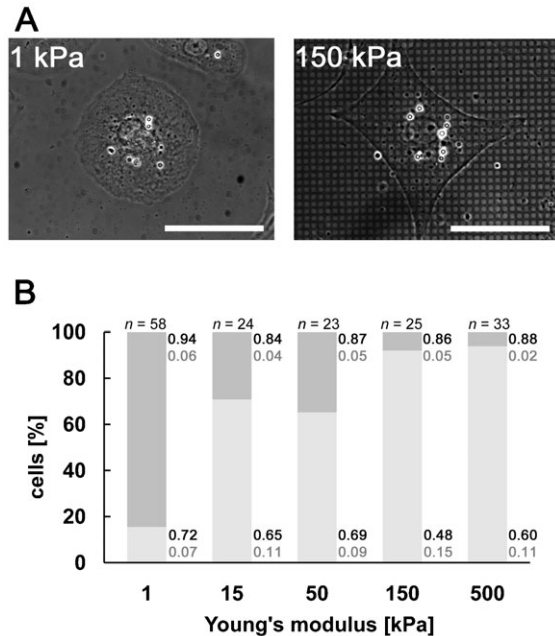 A
1 kPa 150 kPa
B
n = 58 n = 24 n = 23 n = 25 n = 33
100 0.94 0.84 0.87 0.86 0.88
0.06 0.04 0.05 0.05 0.02
80
60
40
20
0.72 0.65 0.69 0.48 0.60
0 0.07 0.11 0.09 0.15 0.11
cells [%]
1 15 50 150 500
Young's modulus [kPa]